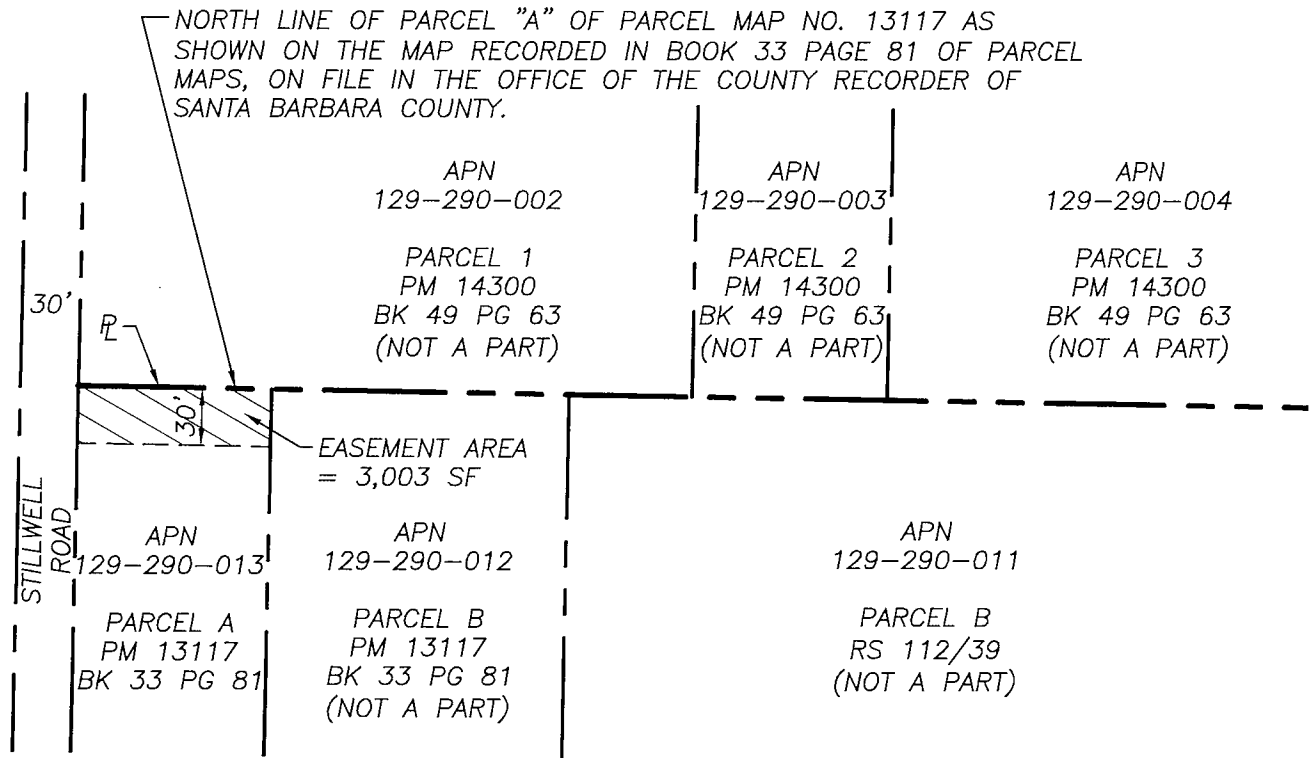 NORTH LINE OF PARCEL "A" OF PARCEL MAP NO. 13117 AS
SHOWN ON THE MAP RECORDED IN BOOK 33 PAGE 81 OF PARCEL
MAPS, ON FILE IN THE OFFICE OF THE COUNTY RECORDER OF
SANTA BARBARA COUNTY.
APN
129-290-002
PARCEL 1
PM 14300
BK 49 PG 63
(NOT A PART)
APN
129-290-003
PARCEL 2
PM 14300
BK 49 PG 63
(NOT A PART)
APN
129-290-004
PARCEL 3
PM 14300
BK 49 PG 63
(NOT A PART)
30'
PL
30'
EASEMENT AREA
= 3,003 SF
STILLWELL
ROAD
APN
129-290-013
PARCEL A
PM 13117
BK 33 PG 81
APN
129-290-012
PARCEL B
PM 13117
BK 33 PG 81
(NOT A PART)
APN
129-290-011
PARCEL B
RS 112/39
(NOT A PART)